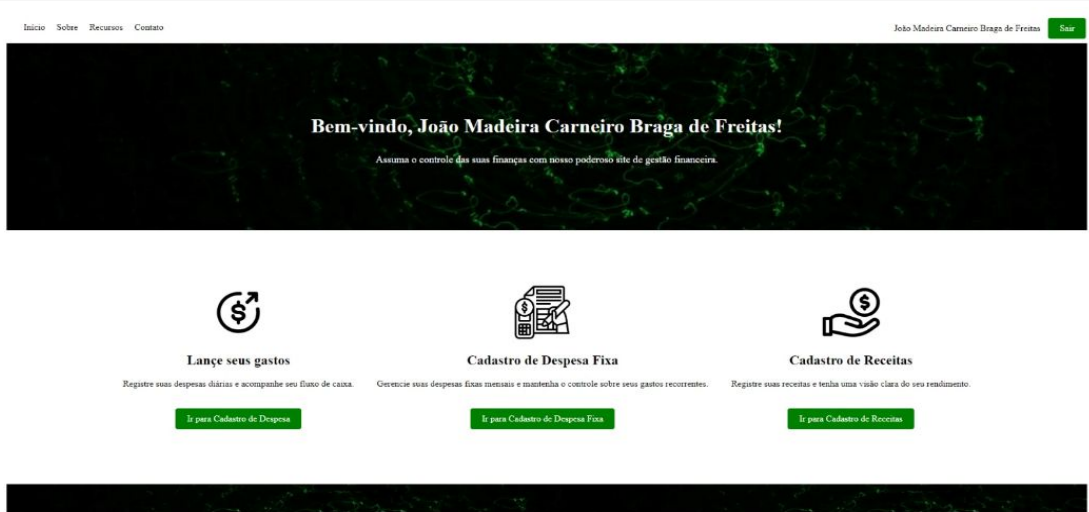 Início Sobre Recursos Contato
João Madeira Carneiro Braga de Freitas Sair
Bem-vindo, João Madeira Carneiro Braga de Freitas!
Assuma o controle das suas finanças com nosso poderoso site de gestão financeira.
Lançe seus gastos
Registre suas despesas diárias e acompanhe seu fluxo de caixa.
Ir para Cadastro de Despesa
Cadastro de Despesa Fixa
Gerencie suas despesas fixas mensais e mantenha o controle sobre seus gastos recorrentes.
Ir para Cadastro de Despesa Fixa
Cadastro de Receitas
Registre suas receitas e tenha uma visão clara do seu rendimento.
Ir para Cadastro de Receitas